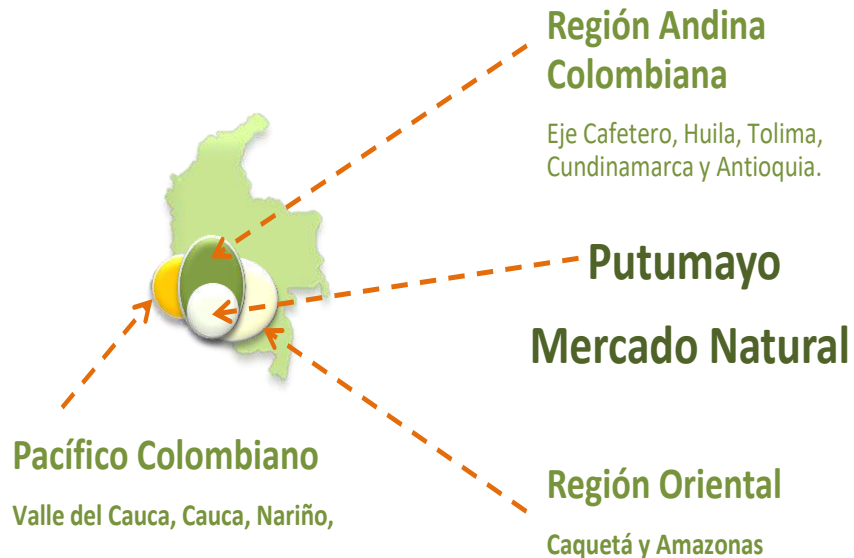 Región Andina
Colombiana
Eje Cafetero, Huila, Tolima,
Cundinamarca y Antioquia.
Putumayo
Mercado Natural
Pacífico Colombiano
Valle del Cauca, Cauca, Nariño,
Región Oriental
Caquetá y Amazonas